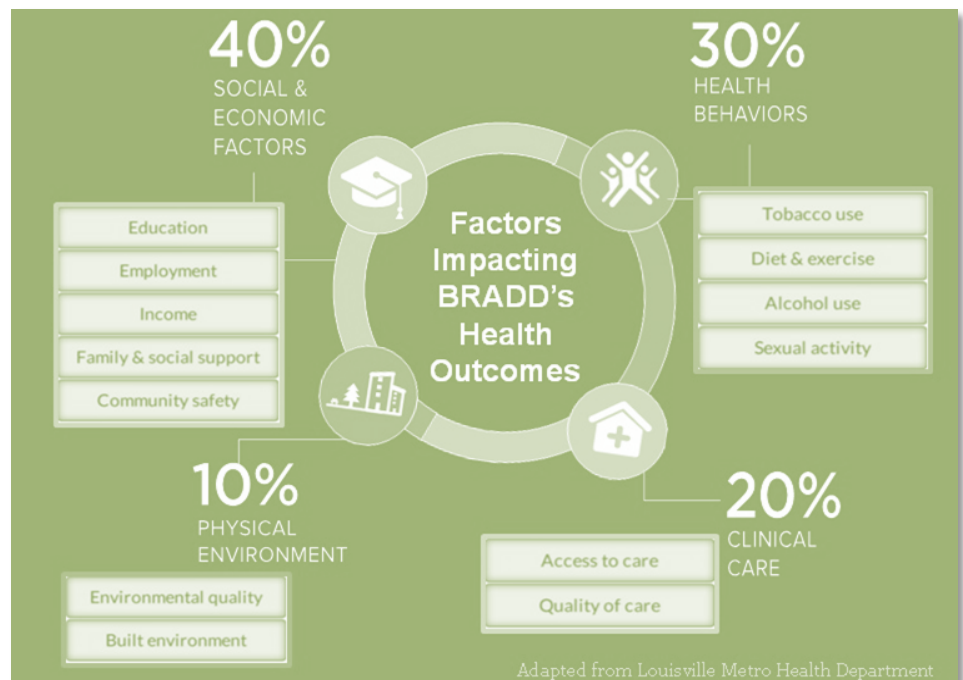 40%
SOCIAL &
ECONOMIC
FACTORS
Education
Employment
Income
Family & social support
Community safety
30%
HEALTH
BEHAVIORS
Tobacco use
Diet & exercise
Alcohol use
Sexual activity
Factors
Impacting
BRADD's
Health
Outcomes
10%
PHYSICAL
ENVIRONMENT
Environmental quality
Built environment
20%
CLINICAL
CARE
Access to care
Quality of care
Adapted from Louisville Metro Health Department